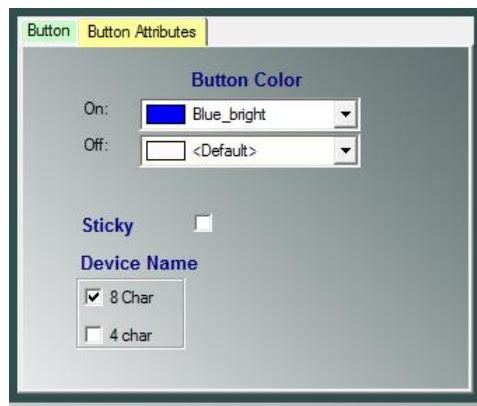 Button Button Attributes
Button Color
On: Blue_bright
Off: <Default>
Sticky
Device Name
8 Char
4 char